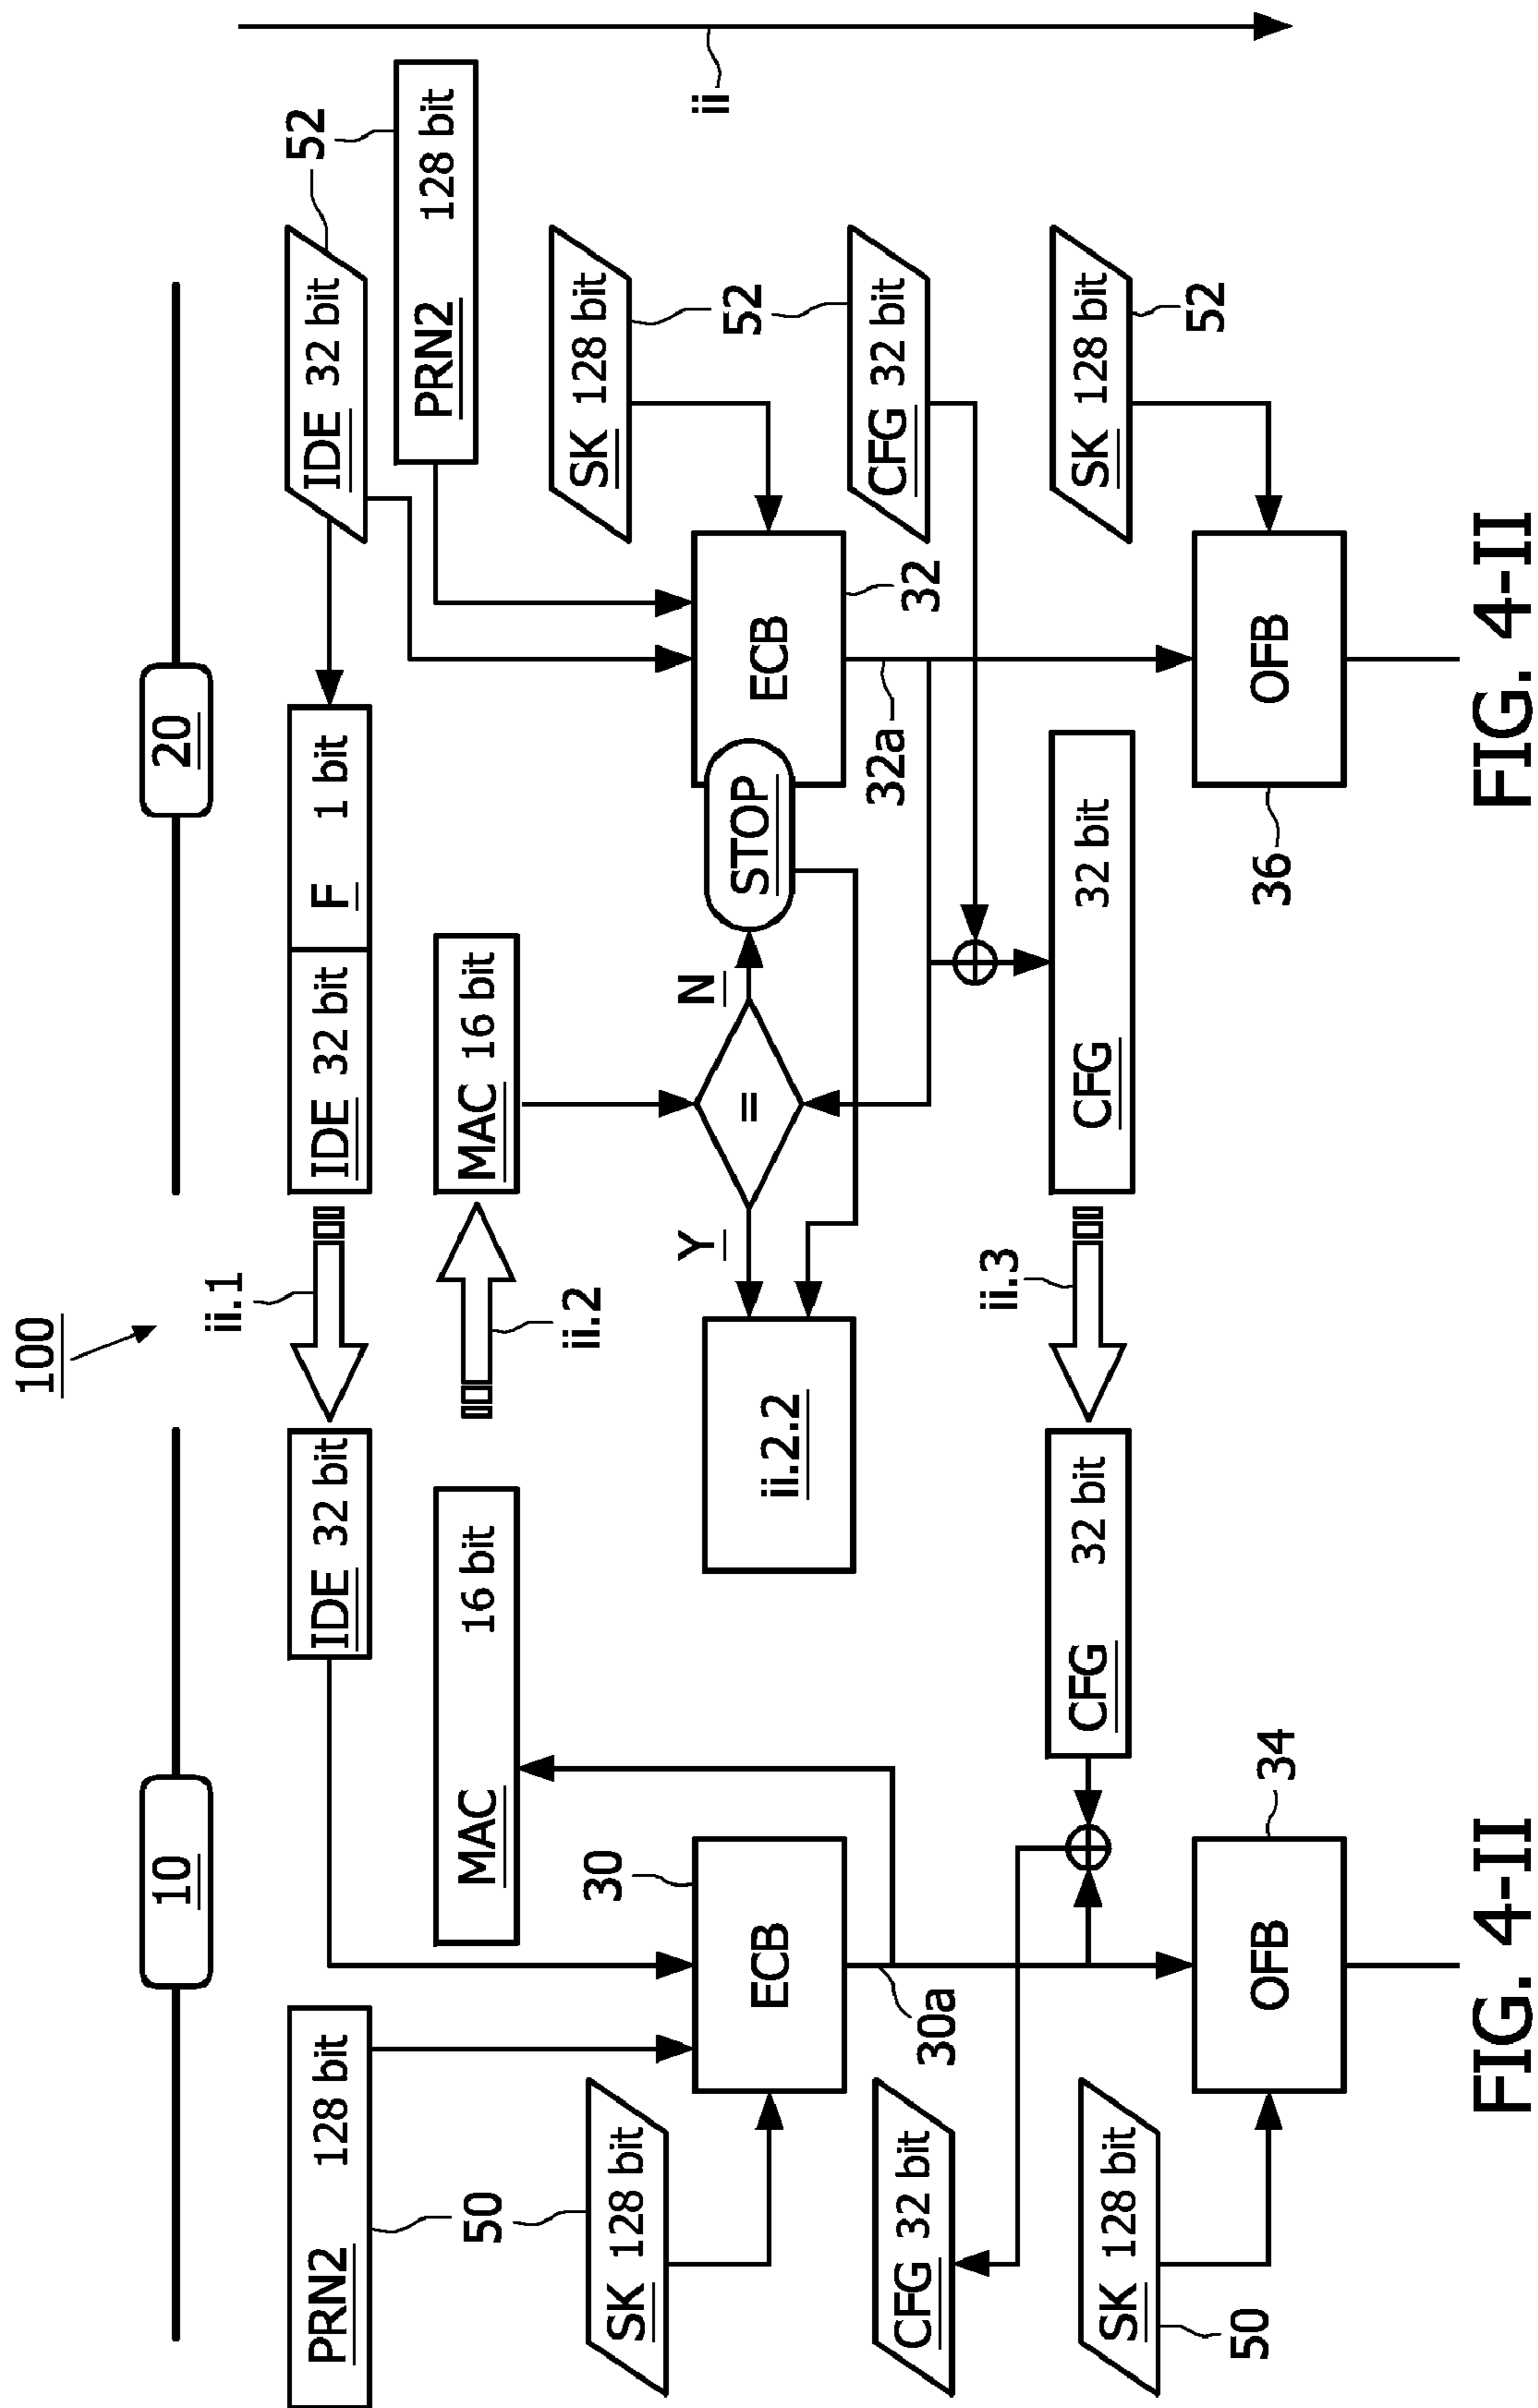 100
10
20
PRN2 128 bit
IDE 32 bit
ii.1
IDE 32 bit
F 1 bit
IDE 32 bit
52
50
MAC 16 bit
ii.2
MAC 16 bit
PRN2 128 bit
SK 128 bit
30
ECB
ii.2.2
Y
=
N
STOP
ECB
SK 128 bit
52
32
30a
32a
ii
CFG 32 bit
CFG 32 bit
ii.3
CFG 32 bit
CFG 32 bit
SK 128 bit
50
OFB
34
36
OFB
SK 128 bit
52
FIG. 4-II
FIG. 4-II